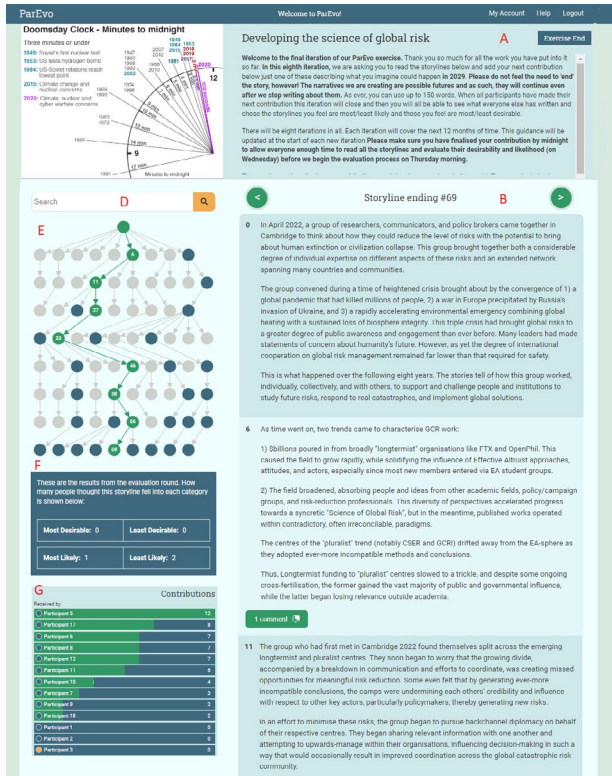 ParEvo
Welcome to ParEvo!
My Account Help Logout
Doomsday Clock - Minutes to midnight
Three minutes or under
1949: Soviet's first nuclear test
1953: US tests hydrogen bomb
1984: US-Soviet relations reach
lowest point
2015: Climate change and
nuclear concerns
2020: Climate, nuclear and
cyber warfare concerns
12
9
Minutes to midnight
Developing the science of global risk
A
Exercise End
Welcome to the final iteration of our ParEvo exercise. Thank you so much for all the work you have put into it
so far. In this eighth iteration, we are asking you to read the storylines below and add your next contribution
below just one of these describing what you imagine could happen in 2029. Please do not feel the need to 'end'
the story, however! The narratives we are creating are possible futures and as such, they will continue even
after we stop writing about them. As ever, you can use up to 150 words. When all participants have made their
next contribution this iteration will close and then you will all be able to see what everyone else has written and
chose the storylines you feel are most/least likely and those you feel are most/least desirable.
There will be eight iterations in all. Each iteration will cover the next 12 months of time. This guidance will be
updated at the start of each new iteration Please make sure you have finalised your contribution by midnight
to allow everyone enough time to read all the storylines and evaluate their desirability and likelihood (on
Wednesday) before we begin the evaluation process on Thursday morning.
Search
D
E
6
11
27
33
46
58
66
69
F
These are the results from the evaluation round. How
many people thought this storyline fell into each category
is shown below:
Most Desirable: 0
Least Desirable: 0
Most Likely: 1
Least Likely: 2
G
Contributions
Received by
Participant 5 12
Participant 17 8
Participant 6 7
Participant 8 7
Participant 12 7
Participant 11 6
Participant 10 4
Participant 7 3
Participant 9 3
Participant 18 2
Participant 1 0
Participant 2 0
Participant 3 0
<
Storyline ending #69
B
>
0 In April 2022, a group of researchers, communicators, and policy brokers came together in
Cambridge to think about how they could reduce the level of risks with the potential to bring
about human extinction or civilization collapse. This group brought together both a considerable
degree of individual expertise on different aspects of these risks and an extended network
spanning many countries and communities.
The group convened during a time of heightened crisis brought about by the convergence of 1) a
global pandemic that had killed millions of people, 2) a war in Europe precipitated by Russia's
invasion of Ukraine, and 3) a rapidly accelerating environmental emergency combining global
heating with a sustained loss of biosphere integrity. This triple crisis had brought global risks to
a greater degree of public awareness and engagement than ever before. Many leaders had made
statements of concern about humanity's future. However, as yet the degree of international
cooperation on global risk management remained far lower than that required for safety.
This is what happened over the following eight years. The stories tell of how this group worked,
individually, collectively, and with others, to support and challenge people and institutions to
study future risks, respond to real catastrophes, and implement global solutions.
6 As time went on, two trends came to characterise GCR work:
1) $billions poured in from broadly "longtermist" organisations like FTX and OpenPhil. This
caused the field to grow rapidly, while solidifying the influence of Effective Altruist approaches,
attitudes, and actors, especially since most new members entered via EA student groups.
2) The field broadened, absorbing people and ideas from other academic fields, policy/campaign
groups, and risk-reduction professionals. This diversity of perspectives accelerated progress
towards a syncretic "Science of Global Risk", but in the meantime, published works operated
within contradictory, often irreconcilable, paradigms.
The centres of the "pluralist" trend (notably CSER and GCRI) drifted away from the EA-sphere as
they adopted ever-more incompatible methods and conclusions.
Thus, Longtermist funding to "pluralist" centres slowed to a trickle, and despite some ongoing
cross-fertilisation, the former gained the vast majority of public and governmental influence,
while the latter began losing relevance outside academia.
1 comment
11 The group who had first met in Cambridge 2022 found themselves split across the emerging
longtermist and pluralist centres. They soon began to worry that the growing divide,
accompanied by a breakdown in communication and efforts to coordinate, was creating missed
opportunities for meaningful risk reduction. Some even felt that by generating ever-more
incompatible conclusions, the camps were undermining each others' credibility and influence
with respect to other key actors, particularly policymakers, thereby generating new risks.
In an effort to minimise these risks, the group began to pursue backchannel diplomacy on behalf
of their respective centres. They began sharing relevant information with one another and
attempting to upwards-manage within their organisations, influencing decision-making in such a
way that would occasionally result in improved coordination across the global catastrophic risk
community.